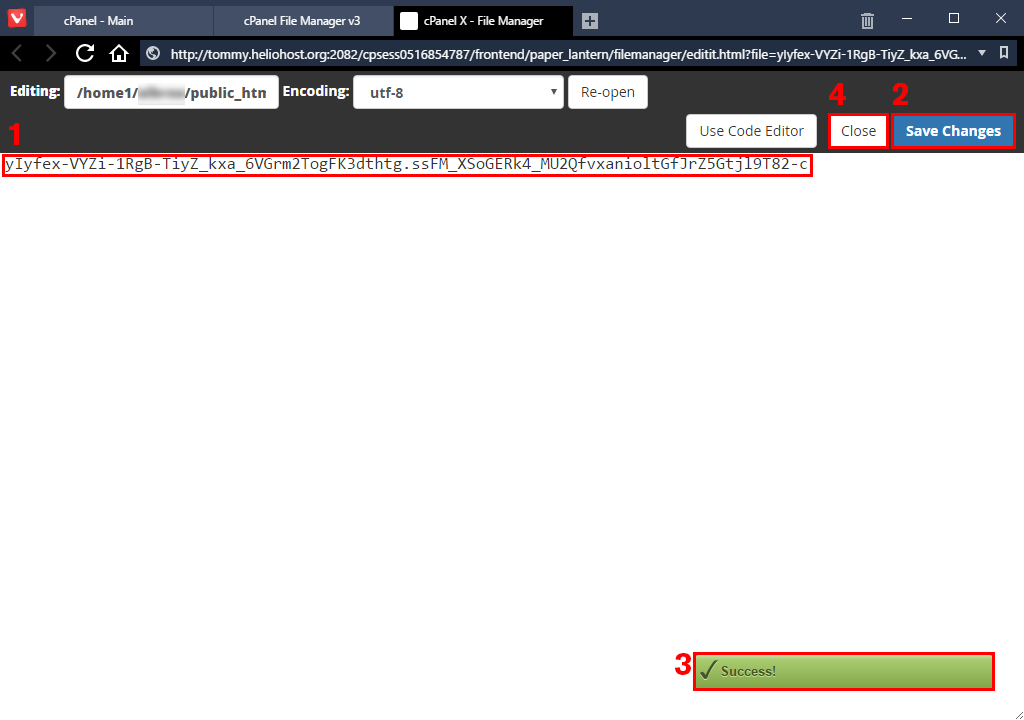 cPanel - Main
cPanel File Manager v3
cPanel X - File Manager
http://tommy.heliohost.org:2082/cpsess0516854787/frontend/paper_lantern/filemanager/editit.html?file=yIyfex-VYZi-1RgB-TiyZ_kxa_6VG...
Editing: /home1/ /public_htn Encoding: utf-8 Re-open
4 2
Use Code Editor Close Save Changes
1
yIyfex-VYZi-1RgB-TiyZ_kxa_6VGrm2TogFK3dthtg.ssFM_XSoGERk4_MU2QfvxanioltGfJrZ5Gtjl9T82-c
3 Success!